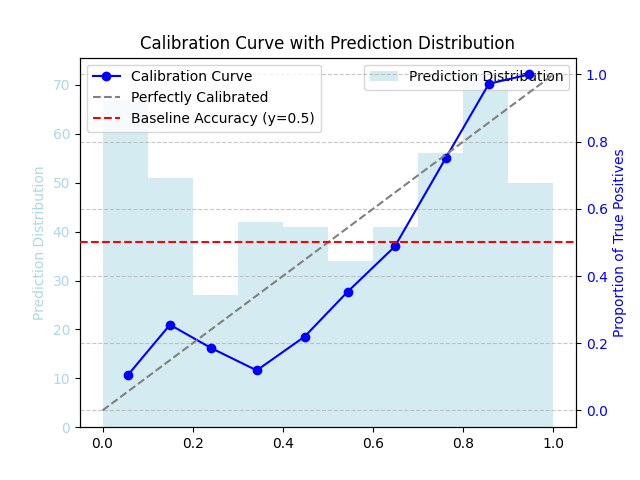 Calibration Curve with Prediction Distribution
Calibration Curve
Perfectly Calibrated
Baseline Accuracy (y=0.5)
Prediction Distribution
Prediction Distribution
70
60
50
40
30
20
10
0
1.0
0.8
0.6
0.4
0.2
0.0
Proportion of True Positives
0.0 0.2 0.4 0.6 0.8 1.0